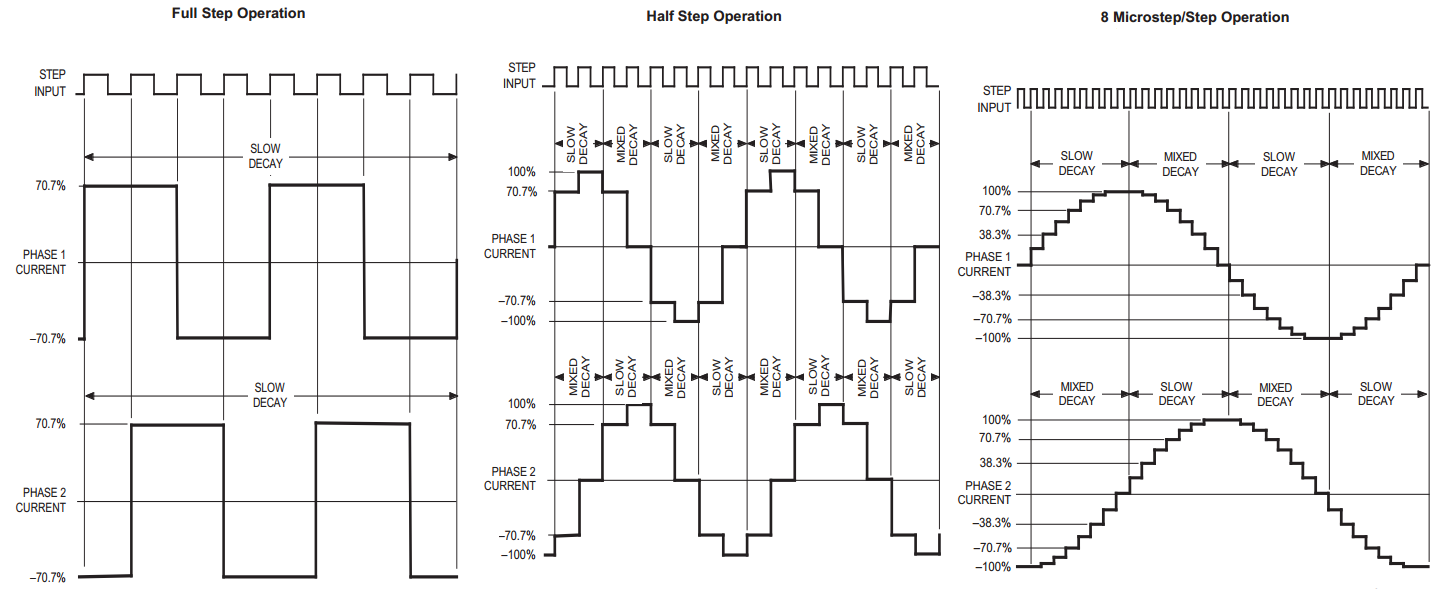 Full Step Operation
STEP
INPUT
SLOW
DECAY
70.7%
PHASE 1
CURRENT
–70.7%
SLOW
DECAY
70.7%
PHASE 2
CURRENT
–70.7%
Half Step Operation
STEP
INPUT
SLOW
DECAY
MIXED
DECAY
SLOW
DECAY
MIXED
DECAY
SLOW
DECAY
MIXED
DECAY
SLOW
DECAY
MIXED
DECAY
100%
70.7%
PHASE 1
CURRENT
–70.7%
–100%
MIXED
DECAY
SLOW
DECAY
MIXED
DECAY
SLOW
DECAY
MIXED
DECAY
SLOW
DECAY
MIXED
DECAY
SLOW
DECAY
100%
70.7%
PHASE 2
CURRENT
–70.7%
–100%
8 Microstep/Step Operation
STEP
INPUT
SLOW
DECAY
MIXED
DECAY
SLOW
DECAY
MIXED
DECAY
100%
70.7%
38.3%
PHASE 1
CURRENT
–38.3%
–70.7%
–100%
MIXED
DECAY
SLOW
DECAY
MIXED
DECAY
SLOW
DECAY
100%
70.7%
38.3%
PHASE 2
CURRENT
–38.3%
–70.7%
–100%